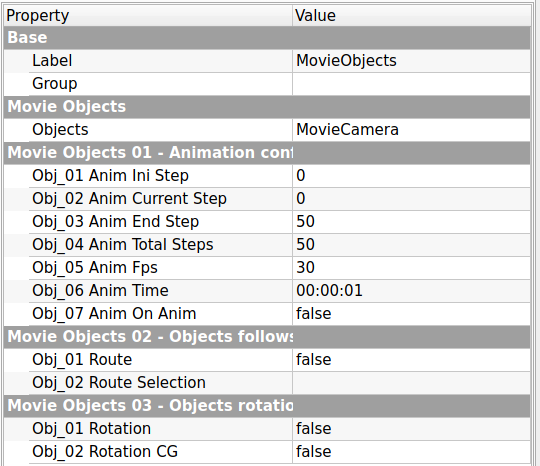 Property Value
Base
Label MovieObjects
Group
Movie Objects
Objects MovieCamera
Movie Objects 01 - Animation conf
Obj_01 Anim Ini Step 0
Obj_02 Anim Current Step 0
Obj_03 Anim End Step 50
Obj_04 Anim Total Steps 50
Obj_05 Anim Fps 30
Obj_06 Anim Time 00:00:01
Obj_07 Anim On Anim false
Movie Objects 02 - Objects follows
Obj_01 Route false
Obj_02 Route Selection
Movie Objects 03 - Objects rotatio
Obj_01 Rotation false
Obj_02 Rotation CG false